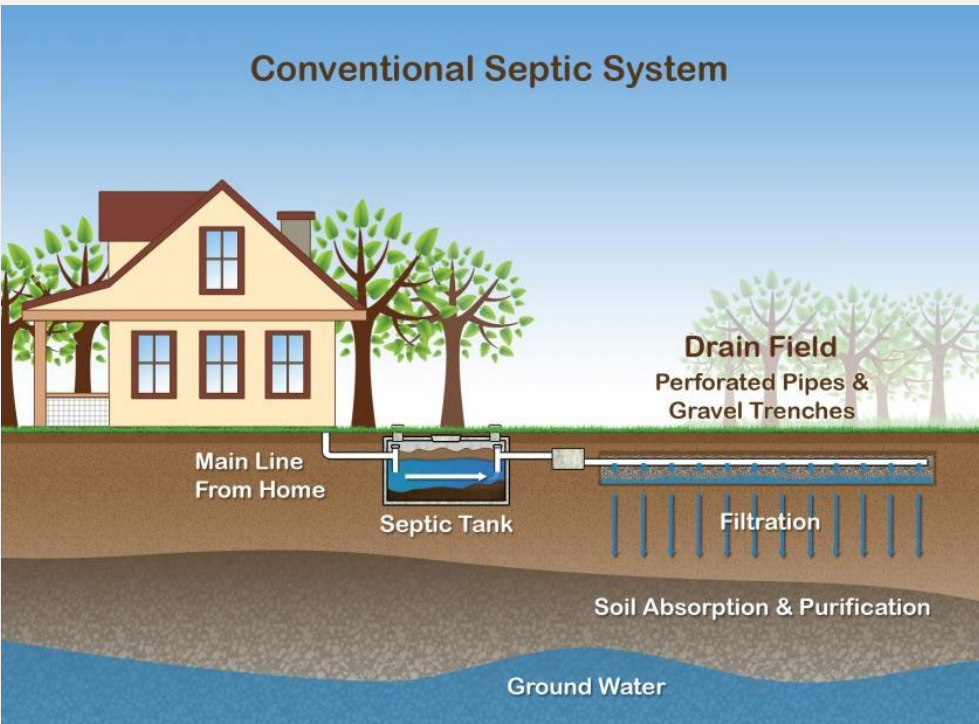 Conventional Septic System
Drain Field
Perforated Pipes &
Gravel Trenches
Main Line
From Home
Septic Tank
Filtration
Soil Absorption & Purification
Ground Water